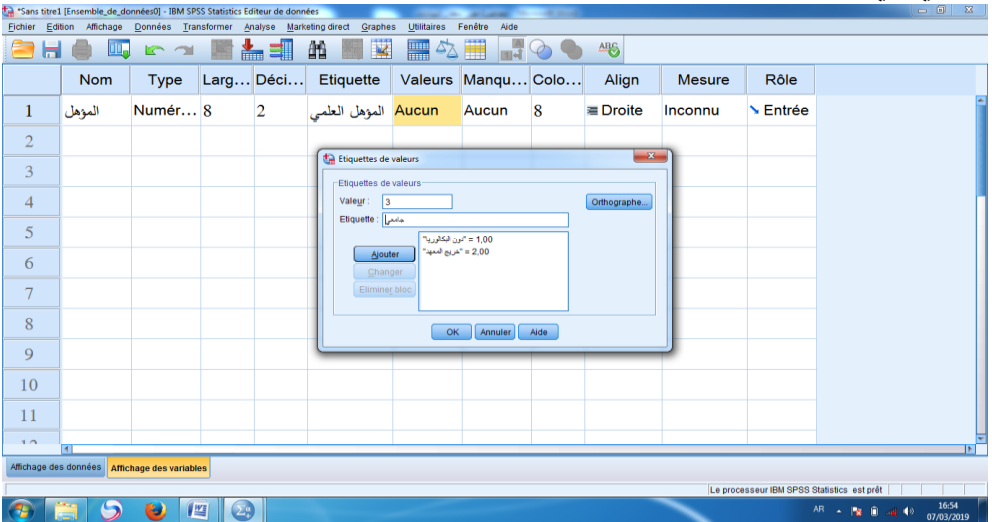 *Sans titre1 [Ensemble_de_données0] - IBM SPSS Statistics Editeur de données
Fichier Edition Affichage Données Transformer Analyse Marketing direct Graphes Utilitaires Fenêtre Aide
Nom Type Larg... Déci... Etiquette Valeurs Manqu... Colo... Align Mesure Rôle
1 المؤهل Numér... 8 2 المؤهل العلمي Aucun Aucun 8 Droite Inconnu Entrée
2
3
4
5
6
7
8
9
10
11
12
Etiquettes de valeurs
Etiquettes de valeurs
Valeur : 3
Orthographe...
Etiquette : جامعي
1,00 = "دون البكالوريا"
2,00 = "خريج المعهد"
Ajouter
Changer
Eliminer bloc
OK Annuler Aide
Affichage des données Affichage des variables
Le processeur IBM SPSS Statistics est prêt
AR 16:54
07/03/2019